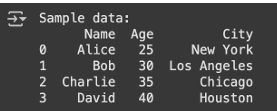 Sample data:
Name Age City
0 Alice 25 New York
1 Bob 30 Los Angeles
2 Charlie 35 Chicago
3 David 40 Houston